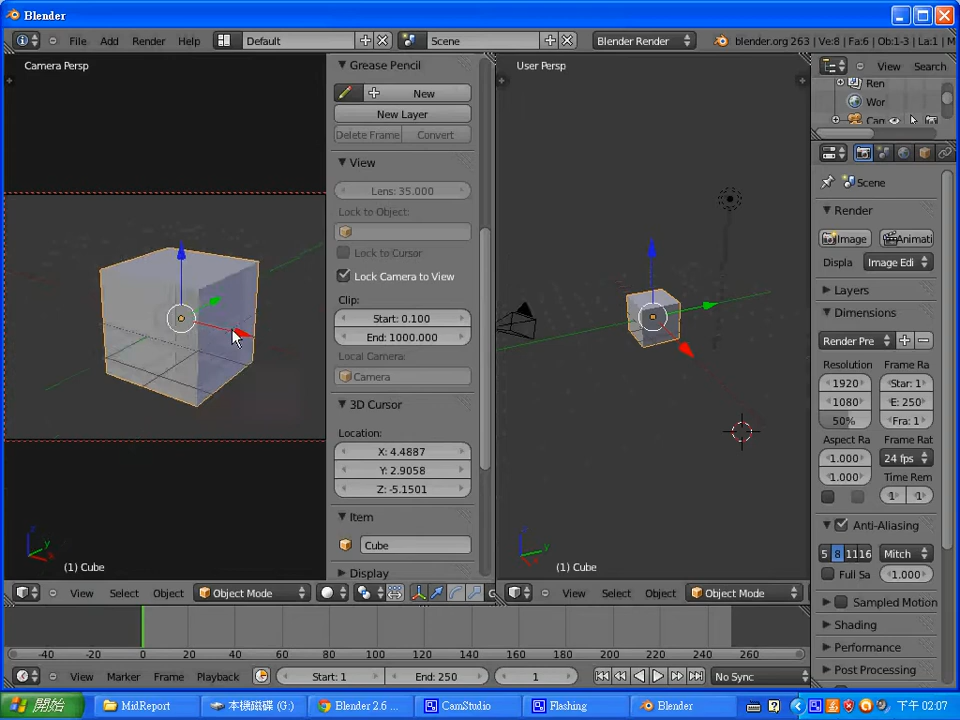 Blender
File Add Render Help Default Scene Blender Render blender.org 263 | Ve:8 | Fa:6 | Ob:1-3 | La:1 | M
Camera Persp
User Persp
Grease Pencil
New
New Layer
Delete Frame Convert
View
Lens: 35.000
Lock to Object:
Lock to Cursor
Lock Camera to View
Clip:
Start: 0.100
End: 1000.000
Local Camera:
Camera
3D Cursor
Location:
X: 4.4887
Y: 2.9058
Z: -5.1501
Item
Cube
Display
(1) Cube
(1) Cube
View Search
Ren
Wor
Can
Scene
Render
Image Animati
Displa Image Edi
Layers
Dimensions
Render Pre
Resolution Frame Ra
1920 Star: 1
1080 E: 250
50% Fra: 1
Aspect Ra Frame Rat
1.000 24 fps
1.000 Time Rem
1 1
Anti-Aliasing
5 8 11 16 Mitch
Full Sa 1.000
Sampled Motion
Shading
Performance
Post Processing
View Select Object Object Mode
View Select Object Object Mode
-40 -20 0 20 40 60 80 100 120 140 160 180 200 220 240 260
View Marker Frame Playback Start: 1 End: 250 1 No Sync
開始 MidReport 本機磁碟 (G:) Blender 2.6 ... CamStudio Flashing Blender 下午 02:07